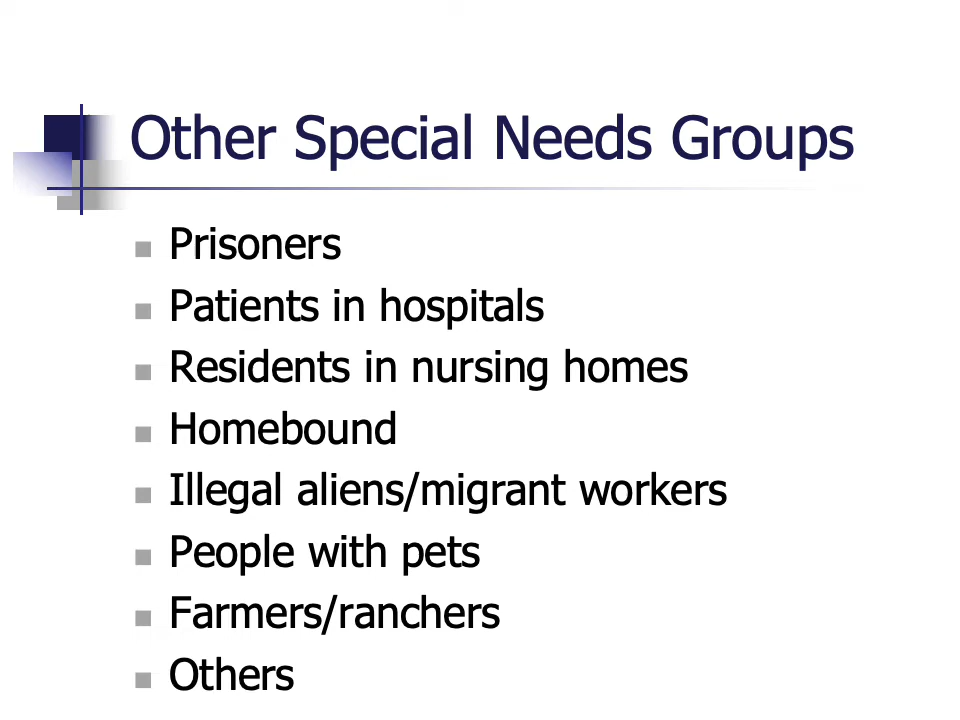 Other Special Needs Groups
Prisoners
Patients in hospitals
Residents in nursing homes
Homebound
Illegal aliens/migrant workers
People with pets
Farmers/ranchers
Others